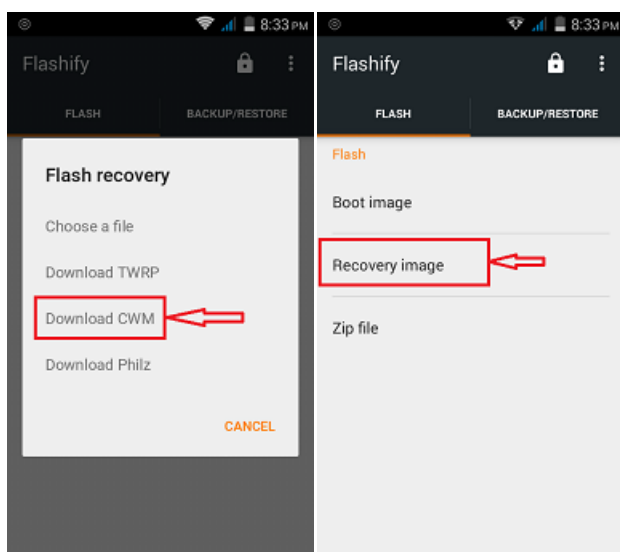 8:33 PM
Flashify
FLASH BACKUP/RESTORE
Flash recovery
Choose a file
Download TWRP
Download CWM
Download Philz
CANCEL
8:33 PM
Flashify
FLASH BACKUP/RESTORE
Flash
Boot image
Recovery image
Zip file